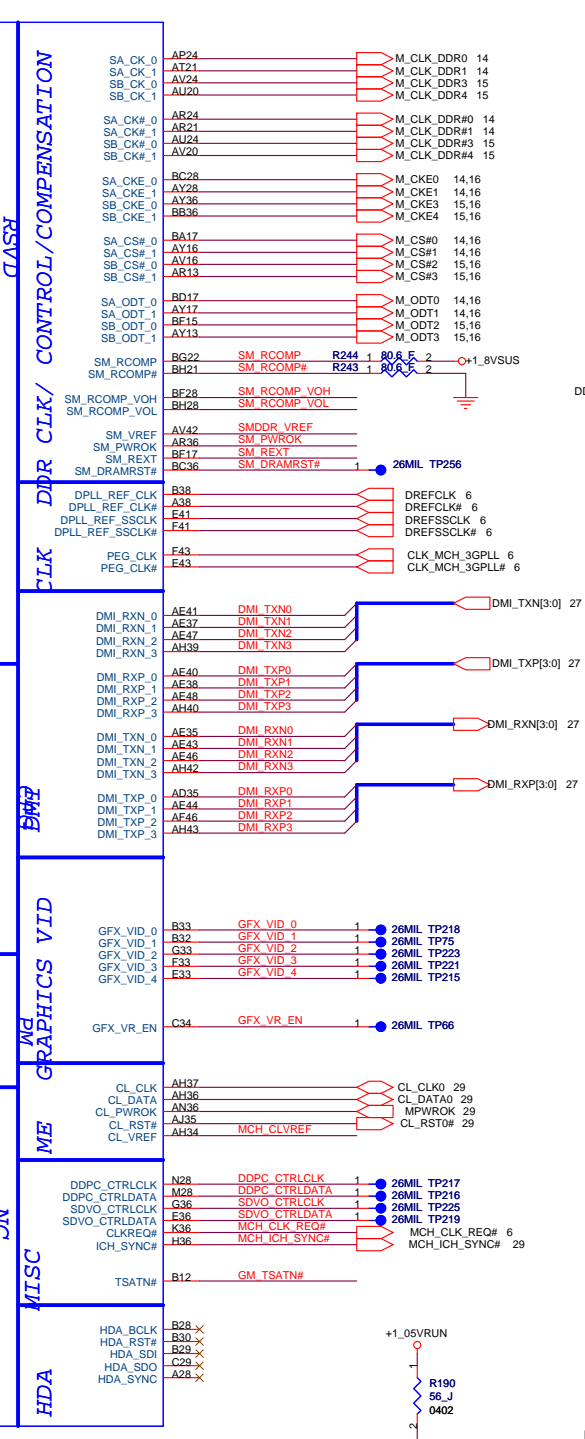 DDR CLK/ CONTROL/COMPENSATION
RSVD
SA_CK_0 AP24 M_CLK_DDR0 14
SA_CK_1 AT21 M_CLK_DDR1 14
SB_CK_0 AV24 M_CLK_DDR3 15
SB_CK_1 AU20 M_CLK_DDR4 15
SA_CK#_0 AR24 M_CLK_DDR#0 14
SA_CK#_1 AR21 M_CLK_DDR#1 14
SB_CK#_0 AU24 M_CLK_DDR#3 15
SB_CK#_1 AV20 M_CLK_DDR#4 15
SA_CKE_0 BC28 M_CKE0 14,16
SA_CKE_1 AY28 M_CKE1 14,16
SB_CKE_0 AY36 M_CKE3 15,16
SB_CKE_1 BB36 M_CKE4 15,16
SA_CS#_0 BA17 M_CS#0 14,16
SA_CS#_1 AY16 M_CS#1 14,16
SB_CS#_0 AV16 M_CS#2 15,16
SB_CS#_1 AR13 M_CS#3 15,16
SA_ODT_0 BD17 M_ODT0 14,16
SA_ODT_1 AY17 M_ODT1 14,16
SB_ODT_0 BF15 M_ODT2 15,16
SB_ODT_1 AY13 M_ODT3 15,16
SM_RCOMP BG22 SM_RCOMP R244 1 80.6_F 2 +1_8VSUS
SM_RCOMP# BH21 SM_RCOMP# R243 1 80.6_F 2
SM_RCOMP_VOH BF28 SM_RCOMP_VOH
SM_RCOMP_VOL BH28 SM_RCOMP_VOL
SM_VREF AV42 SMDDR_VREF
SM_PWROK AR36 SM_PWROK
SM_REXT BF17 SM_REXT
SM_DRAMRST# BC36 SM_DRAMRST# 1 26MIL TP256
CLK
DPLL_REF_CLK B38 DREFCLK 6
DPLL_REF_CLK# A38 DREFCLK# 6
DPLL_REF_SSCLK E41 DREFSSCLK 6
DPLL_REF_SSCLK# F41 DREFSSCLK# 6
PEG_CLK F43 CLK_MCH_3GPLL 6
PEG_CLK# E43 CLK_MCH_3GPLL# 6
DMI
DMI_RXN_0 AE41 DMI_TXN0 DMI_TXN[3:0] 27
DMI_RXN_1 AE37 DMI_TXN1
DMI_RXN_2 AE47 DMI_TXN2
DMI_RXN_3 AH39 DMI_TXN3
DMI_RXP_0 AE40 DMI_TXP0 DMI_TXP[3:0] 27
DMI_RXP_1 AE38 DMI_TXP1
DMI_RXP_2 AE48 DMI_TXP2
DMI_RXP_3 AH40 DMI_TXP3
DMI_TXN_0 AE35 DMI_RXN0 DMI_RXN[3:0] 27
DMI_TXN_1 AE43 DMI_RXN1
DMI_TXN_2 AE46 DMI_RXN2
DMI_TXN_3 AH42 DMI_RXN3
DMI_TXP_0 AD35 DMI_RXP0 DMI_RXP[3:0] 27
DMI_TXP_1 AE44 DMI_RXP1
DMI_TXP_2 AF46 DMI_RXP2
DMI_TXP_3 AH43 DMI_RXP3
GRAPHICS VID
PM
GFX_VID_0 B33 GFX_VID_0 1 26MIL TP218
GFX_VID_1 B32 GFX_VID_1 1 26MIL TP75
GFX_VID_2 G33 GFX_VID_2 1 26MIL TP223
GFX_VID_3 F33 GFX_VID_3 1 26MIL TP221
GFX_VID_4 E33 GFX_VID_4 1 26MIL TP215
GFX_VR_EN C34 GFX_VR_EN 1 26MIL TP66
ME
CL_CLK AH37 CL_CLK0 29
CL_DATA AH36 CL_DATA0 29
CL_PWROK AN36 MPWROK 29
CL_RST# AJ35 CL_RST0# 29
CL_VREF AH34 MCH_CLVREF
MISC
NC
DDPC_CTRLCLK N28 DDPC_CTRLCLK 1 26MIL TP217
DDPC_CTRLDATA M28 DDPC_CTRLDATA 1 26MIL TP216
SDVO_CTRLCLK G36 SDVO_CTRLCLK 1 26MIL TP225
SDVO_CTRLDATA E36 SDVO_CTRLDATA 1 26MIL TP219
CLKREQ# K36 MCH_CLK_REQ# MCH_CLK_REQ# 6
ICH_SYNC# H36 MCH_ICH_SYNC# MCH_ICH_SYNC# 29
TSATN# B12 GM_TSATN#
HDA
HDA_BCLK B28
HDA_RST# B30
HDA_SDI B29
HDA_SDO C29
HDA_SYNC A28
+1_05VRUN
1
R190
56_J
0402
2